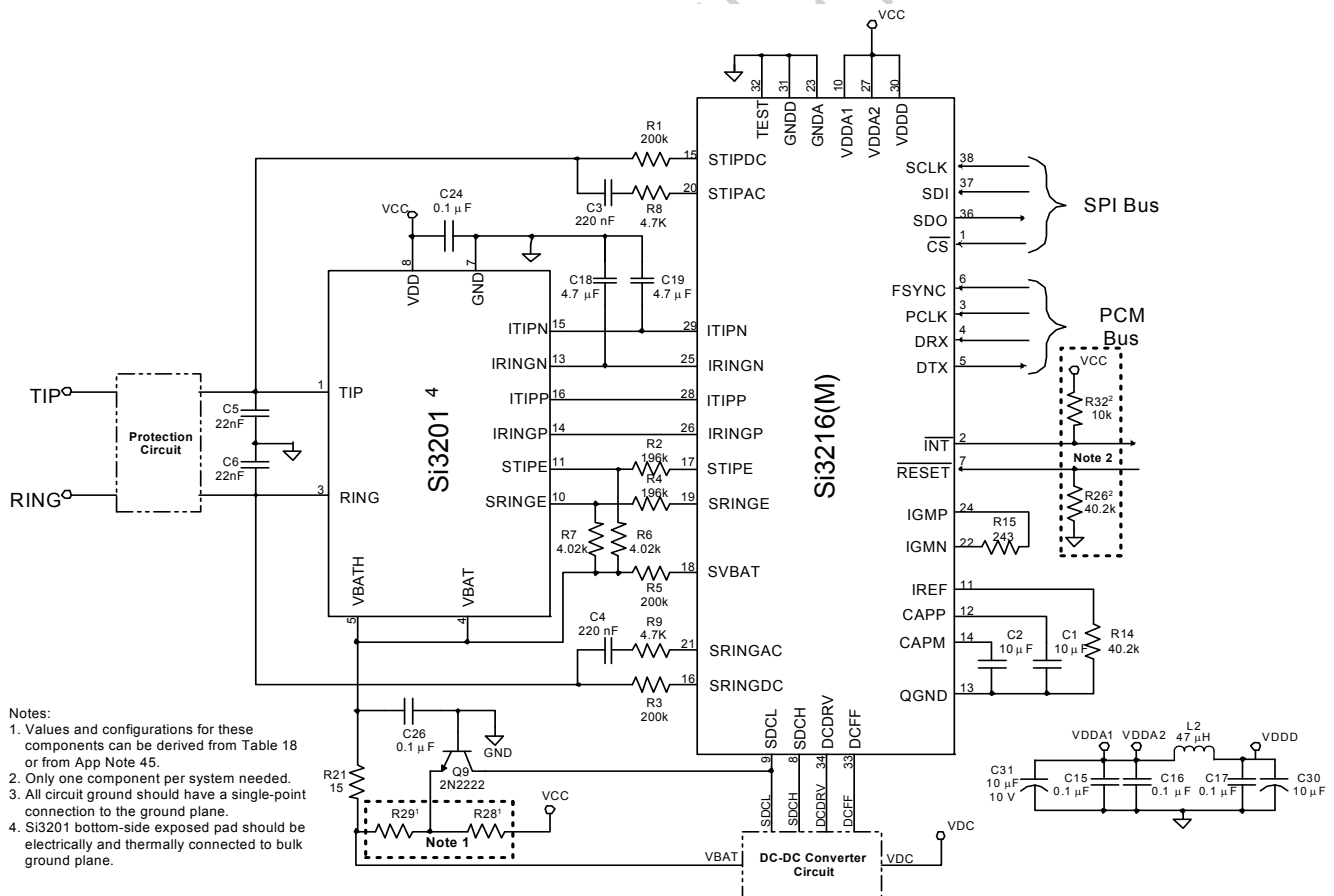 VCC
32
31
23
10
27
30
TEST
GNDD
GNDA
VDDA1
VDDA2
VDDD
R1
200k
15
STIPDC
SCLK
38
SDI
37
SDO
36
CS
1
SPI Bus
C3
220 nF
R8
4.7K
20
STIPAC
VCC
C24
0.1 µF
8
7
VDD
GND
C18
4.7 µF
C19
4.7 µF
FSYNC
6
PCLK
3
DRX
4
DTX
5
PCM
Bus
ITIPN
15
29
ITIPN
IRINGN
13
25
IRINGN
ITIPP
16
28
ITIPP
IRINGP
14
26
IRINGP
STIPE
11
R2
196k
17
STIPE
SRINGE
10
R4
196k
19
SRINGE
R7
4.02k
R6
4.02k
18
SVBAT
R5
200k
TIP
RING
Protection
Circuit
C5
22nF
C6
22nF
1
TIP
3
RING
Si3201 4
VBATH
VBAT
5
4
Si3216(M)
VCC
R32²
10k
INT
2
Note 2
RESET
7
R26²
40.2k
IGMP
24
IGMN
22
R15
243
IREF
11
CAPP
12
CAPM
14
QGND
13
C2
10 µF
C1
10 µF
R14
40.2k
C4
220 nF
R9
4.7K
21
SRINGAC
16
SRINGDC
R3
200k
SDCL
SDCH
DCDRV
DCFF
9
8
34
33
SDCL
SDCH
DCDRV
DCFF
C26
0.1 µF
GND
Q9
2N2222
R21
15
R29¹
R28¹
Note 1
VCC
VBAT
DC-DC Converter
Circuit
VDC
VDC
VDDA1
VDDA2
L2
47 µH
VDDD
C31
10 µF
10 V
C15
0.1 µF
C16
0.1 µF
C17
0.1 µF
C30
10 µF
Notes:
1. Values and configurations for these
components can be derived from Table 18
or from App Note 45.
2. Only one component per system needed.
3. All circuit ground should have a single-point
connection to the ground plane.
4. Si3201 bottom-side exposed pad should be
electrically and thermally connected to bulk
ground plane.